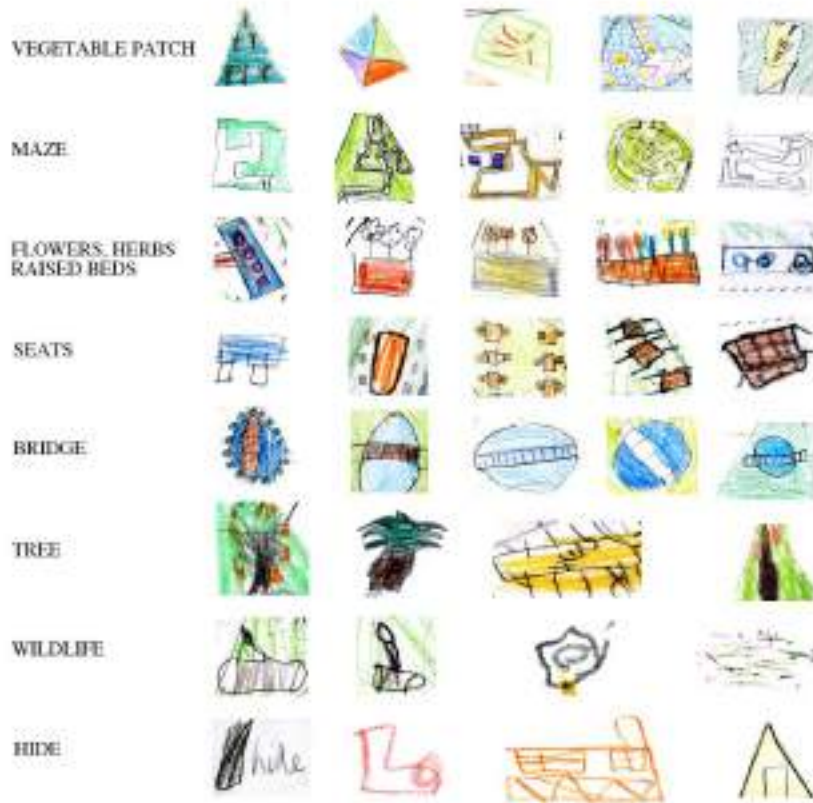 VEGETABLE PATCH
MAZE
FLOWERS, HERBS
RAISED BEDS
SEATS
BRIDGE
TREE
WILDLIFE
HIDE
hide